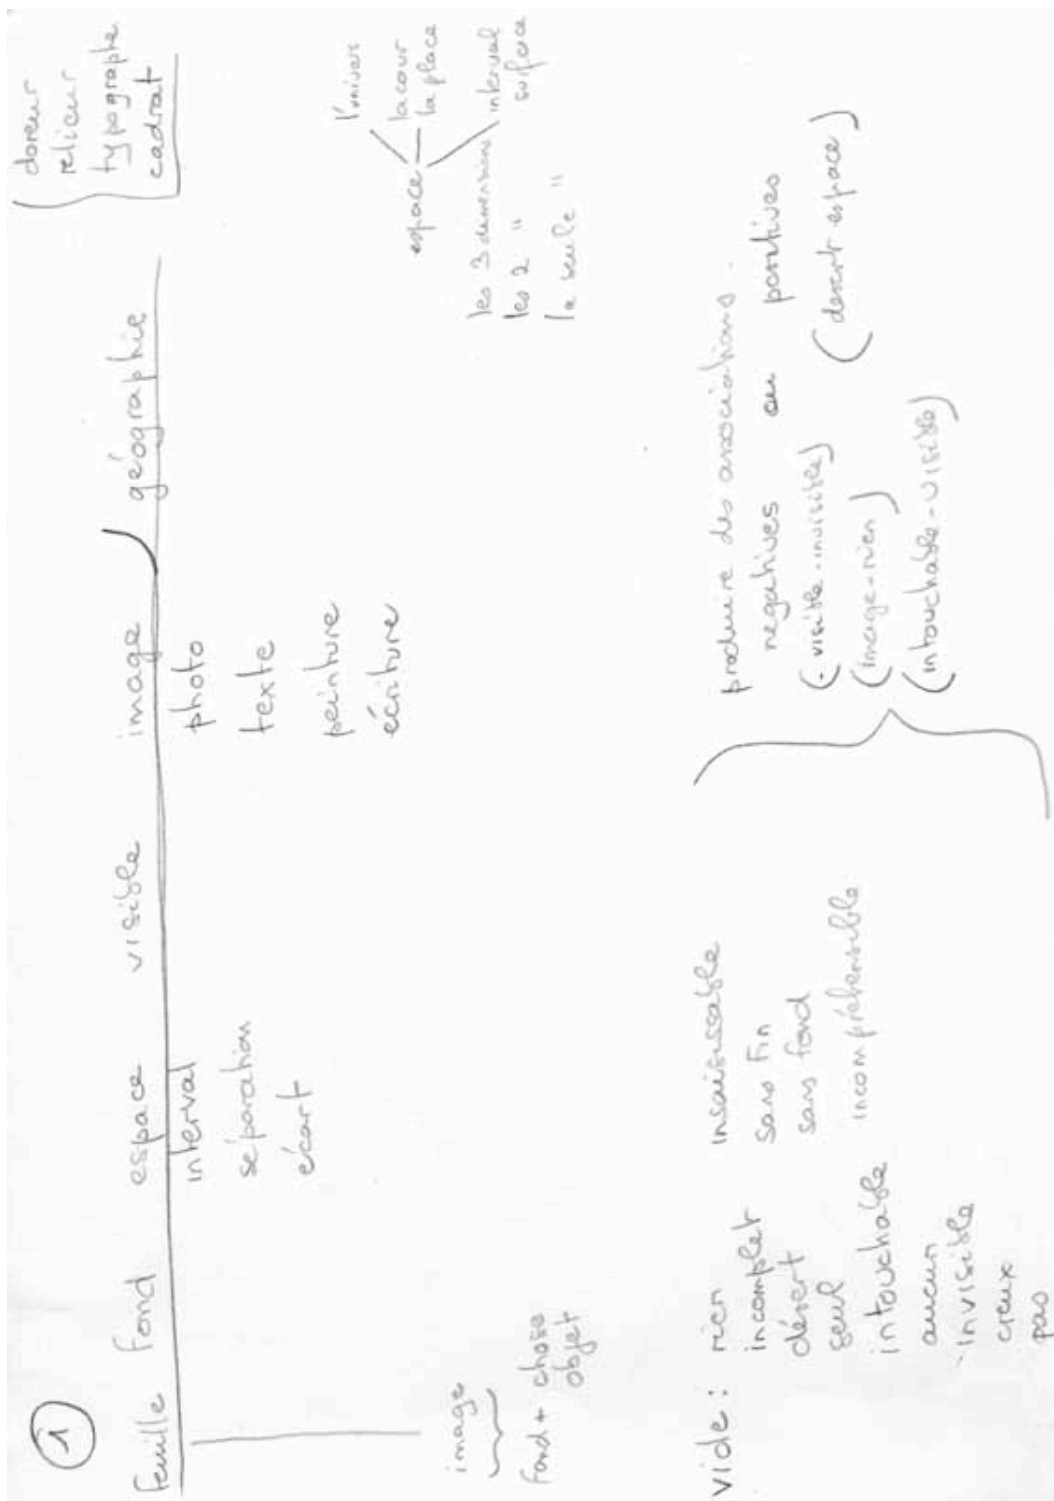 1
feuille fond espace visible image géographie
doreur
relieur
typographe
cadrat
interval
séparation
écart
photo
texte
peinture
écriture
image
fond + chose
objet
espace
l'univers
la cour
la place
interval
surface
les 3 dimensions
les 2 "
la seule "
vide : rien
incomplet
désert
seul
intouchable
aucun
- invisible
creux
pas
insaisissable
sans fin
sans fond
incompréhensible
produire des associations.
negatives ou positives
(- visible - invisible)
(image - rien)
(intouchable - visible)
(desert espace)